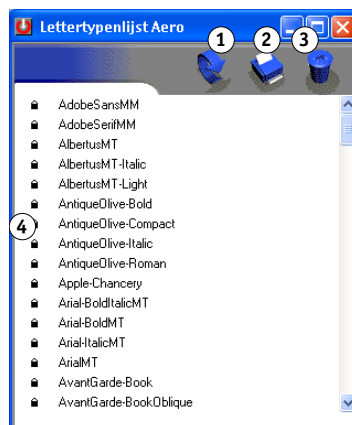 Lettertypenlijst Aero
1 2 3
AdobeSansMM
AdobeSerifMM
AlbertusMT
AlbertusMT-Italic
AlbertusMT-Light
AntiqueOlive-Bold
4 AntiqueOlive-Compact
AntiqueOlive-Italic
AntiqueOlive-Roman
Apple-Chancery
Arial-BoldItalicMT
Arial-BoldMT
Arial-ItalicMT
ArialMT
AvantGarde-Book
AvantGarde-BookOblique